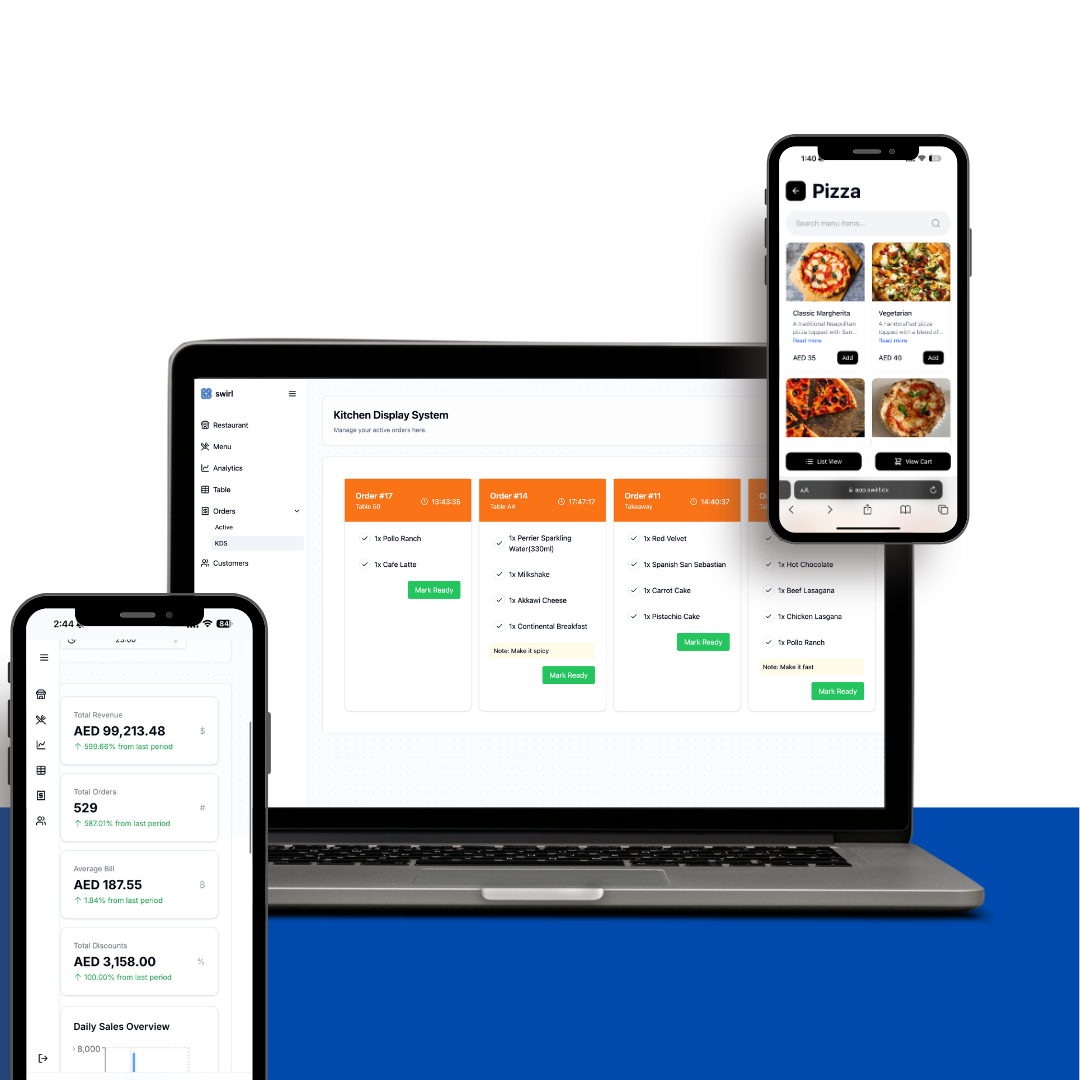 1:40
Pizza
Search menu items...
Classic Margherita
A traditional Neapolitan
pizza topped with San...
Read more
AED 35
Add
Vegetarian
A handcrafted pizza
topped with a blend of...
Read more
AED 40
Add
List View
View Cart
AA
swirl
Restaurant
Menu
Analytics
Table
Orders
Active
KDS
Customers
Kitchen Display System
Manage your active orders here.
Order #17
Table 50
13:43:35
1x Pollo Ranch
1x Cafe Latte
Mark Ready
Order #14
Table A4
17:47:17
1x Perrier Sparkling
Water(330ml)
1x Milkshake
1x Akkawi Cheese
1x Continental Breakfast
Note: Make it spicy
Mark Ready
Order #11
Takeaway
14:40:37
1x Red Velvet
1x Spanish San Sebastian
1x Carrot Cake
1x Pistachio Cake
Mark Ready
1x Hot Chocolate
1x Beef Lasagana
1x Chicken Lasgana
1x Pollo Ranch
Note: Make it fast
Mark Ready
2:44
84
Total Revenue
AED 99,213.48
$
↑ 599.66% from last period
Total Orders
529
#
↑ 587.01% from last period
Average Bill
AED 187.55
B
↑ 1.84% from last period
Total Discounts
AED 3,158.00
%
↑ 100.00% from last period
Daily Sales Overview
8,000